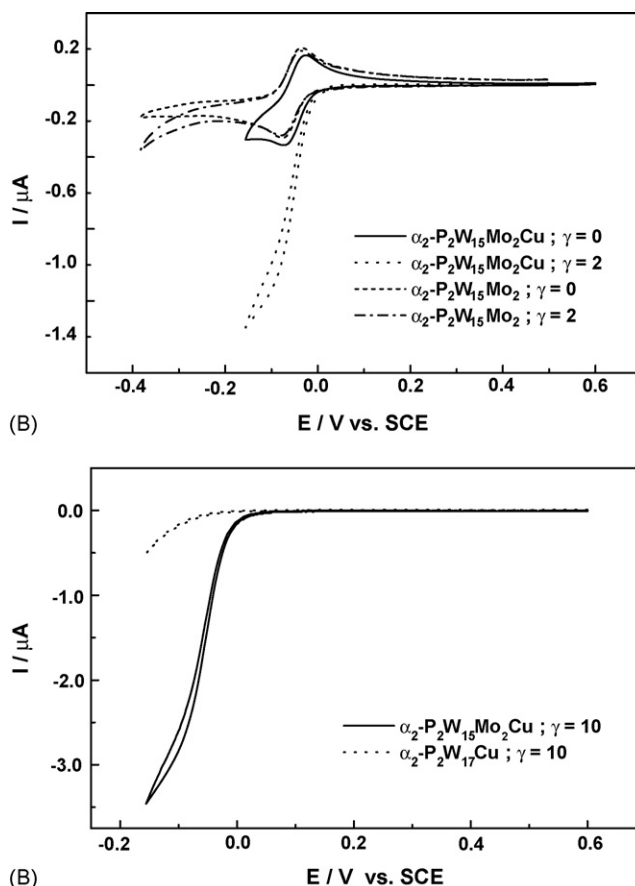 0.2
-0.2
-0.6
-1.0
-1.4
I / μA
α₂-P₂W₁₅Mo₂Cu ; γ = 0
α₂-P₂W₁₅Mo₂Cu ; γ = 2
α₂-P₂W₁₅Mo₂ ; γ = 0
α₂-P₂W₁₅Mo₂ ; γ = 2
-0.4 -0.2 0.0 0.2 0.4 0.6
E / V vs. SCE
(B)
0.0
-1.0
-2.0
-3.0
I / μA
α₂-P₂W₁₅Mo₂Cu ; γ = 10
α₂-P₂W₁₇Cu ; γ = 10
-0.2 0.0 0.2 0.4 0.6
E / V vs. SCE
(B)